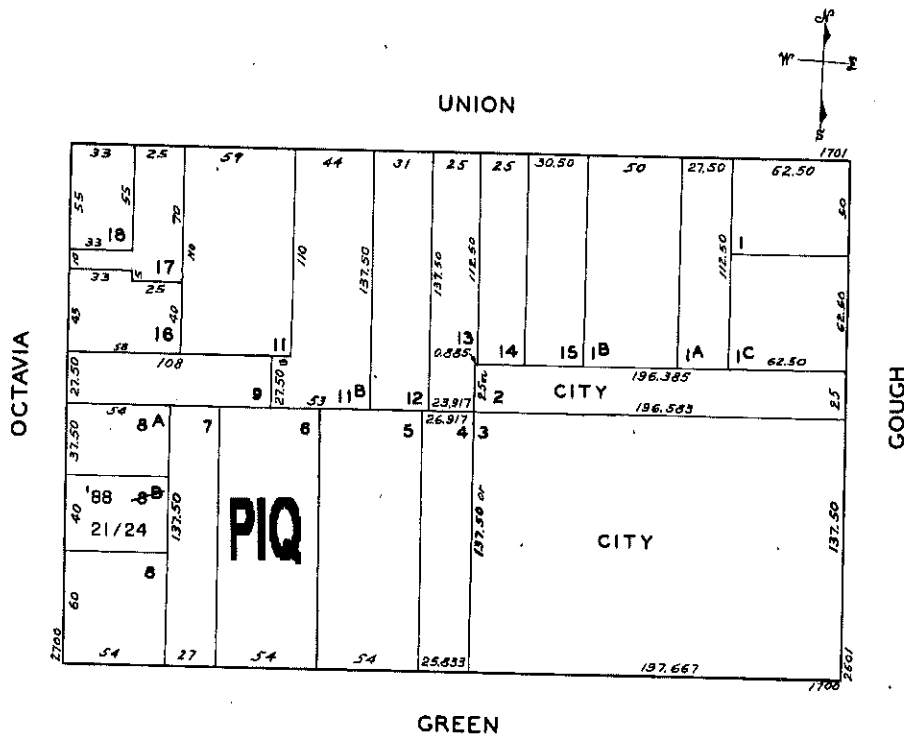 N
W
S
UNION
1701
33 25 59 44 31 25 25 30.50 50 27.50 62.50
55 55 70 110 110 137.50 137.50 112.50 112.50 50
18 1
33
10 5 17
33 25
45 40 62.50
16 11 13 14 15 1B 1A 1C
58 0.885 62.50
108 196.385
27.50 27.50 25 25
9 53 11B 12 23.917 2 CITY
196.583
OCTAVIA
GOUGH
54 26.917
37.50 8A 7 6 5 4 3
'88 8B
40 21/24 137.50 PIQ 137.50 or CITY 137.50
8
60
2700 54 27 54 54 25.833 197.667 2601
1700
GREEN